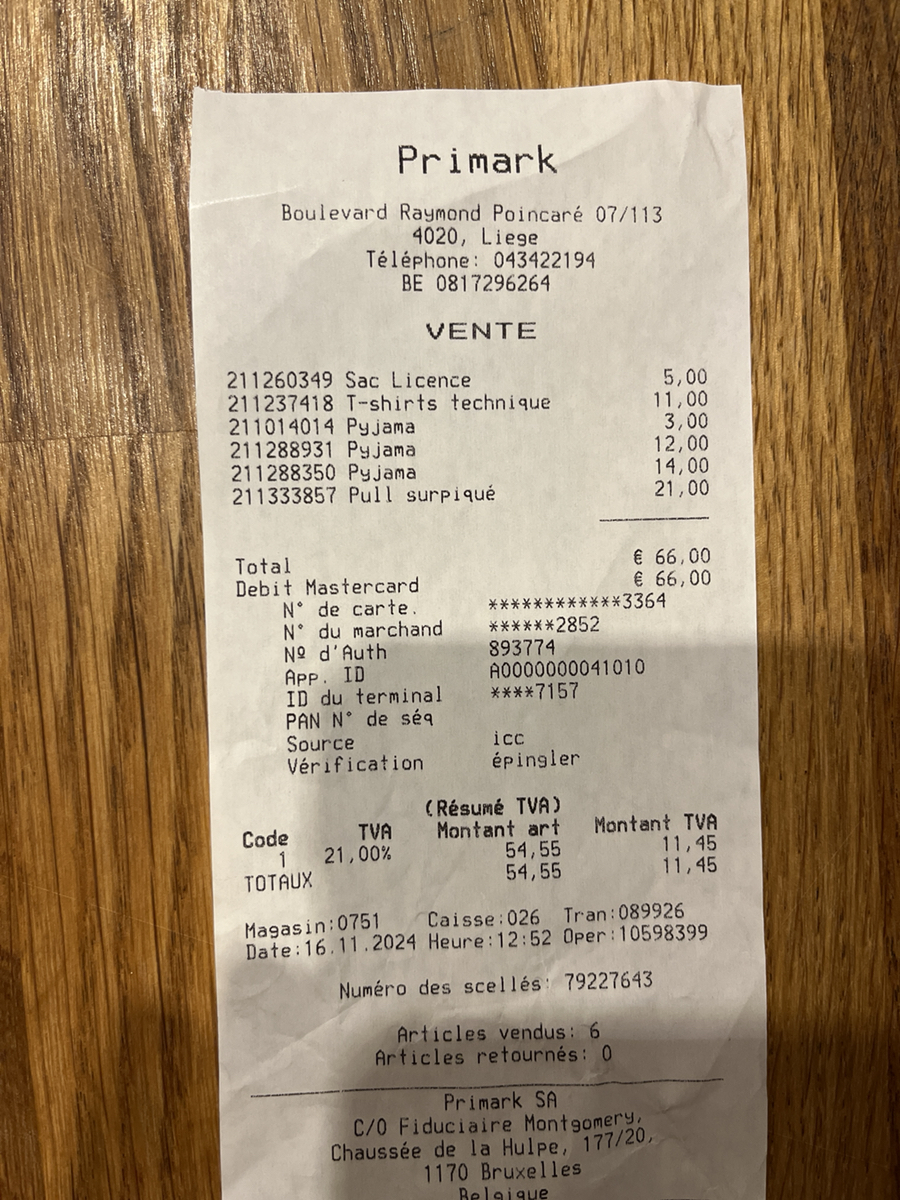 Primark
Boulevard Raymond Poincaré 07/113
4020, Liege
Téléphone: 043422194
BE 0817296264
VENTE
211260349 Sac Licence 5,00
211237418 T-shirts technique 11,00
211014014 Pyjama 3,00
211288931 Pyjama 12,00
211288350 Pyjama 14,00
211333857 Pull surpiqué 21,00
Total € 66,00
Debit Mastercard € 66,00
N° de carte. ************3364
N° du marchand ******2852
Nº d'Auth 893774
App. ID A0000000041010
ID du terminal ****7157
PAN N° de séq
Source icc
Vérification épingler
(Résumé TVA)
Code TVA Montant art Montant TVA
1 21,00% 54,55 11,45
TOTAUX 54,55 11,45
Magasin:0751 Caisse:026 Tran:089926
Date:16.11.2024 Heure:12:52 Oper:10598399
Numéro des scellés: 79227643
Articles vendus: 6
Articles retournés: 0
Primark SA
C/O Fiduciaire Montgomery,
Chaussée de la Hulpe, 177/20,
1170 Bruxelles
Belgique